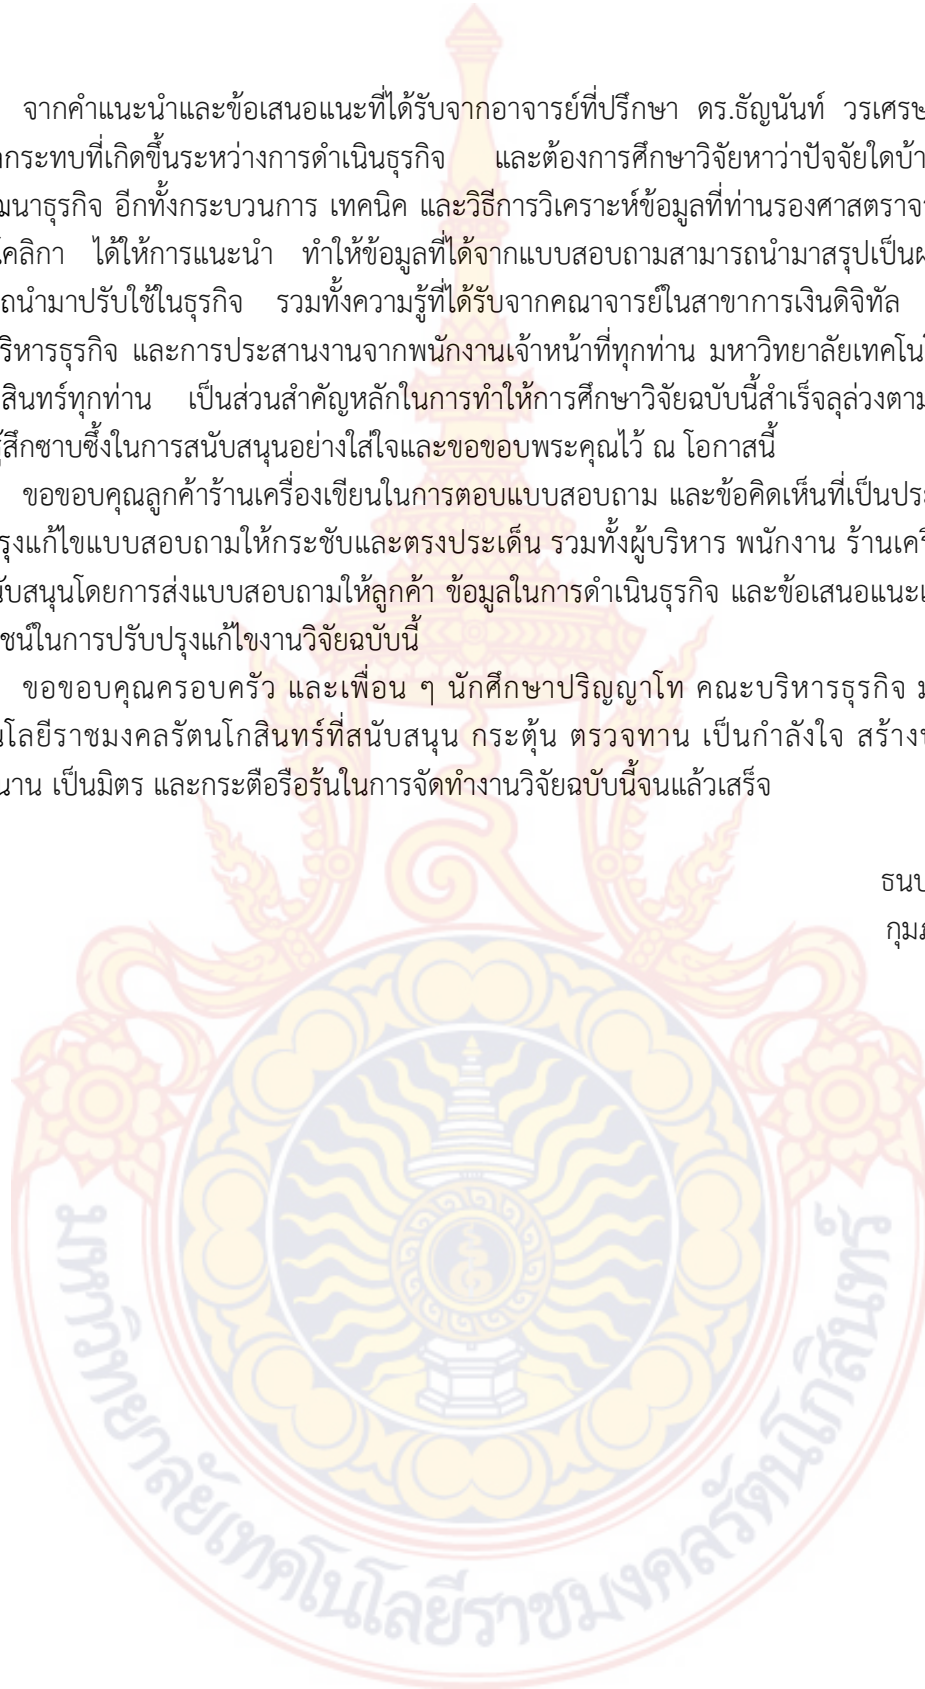 จากคำแนะนำและข้อเสนอแนะที่ได้รับจากอาจารย์ที่ปรึกษา ดร.ธัญนันท์ วรเศรษ
กระทบที่เกิดขึ้นระหว่างการดำเนินธุรกิจ และต้องการศึกษาวิจัยหาว่าปัจจัยใดบ้า
ฒนาธุรกิจ อีกทั้งกระบวนการ เทคนิค และวิธีการวิเคราะห์ข้อมูลที่ท่านรองศาสตราจ
คลิกา ได้ให้การแนะนำ ทำให้ข้อมูลที่ได้จากแบบสอบถามสามารถนำมาสรุปเป็นผ
ถนำมาปรับใช้ในธุรกิจ รวมทั้งความรู้ที่ได้รับจากคณาจารย์ในสาขาการเงินดิจิทัล
ริหารธุรกิจ และการประสานงานจากพนักงานเจ้าหน้าที่ทุกท่าน มหาวิทยาลัยเทคโน
สินทร์ทุกท่าน เป็นส่วนสำคัญหลักในการทำให้การศึกษาวิจัยฉบับนี้สำเร็จลุล่วงตาม
รู้สึกซาบซึ้งในการสนับสนุนอย่างใส่ใจและขอขอบพระคุณไว้ ณ โอกาสนี้
ขอขอบคุณลูกค้าร้านเครื่องเขียนในการตอบแบบสอบถาม และข้อคิดเห็นที่เป็นประ
รุงแก้ไขแบบสอบถามให้กระชับและตรงประเด็น รวมทั้งผู้บริหาร พนักงาน ร้านเครื
นับสนุนโดยการส่งแบบสอบถามให้ลูกค้า ข้อมูลในการดำเนินธุรกิจ และข้อเสนอแนะ
ชน์ในการปรับปรุงแก้ไขงานวิจัยฉบับนี้
ขอขอบคุณครอบครัว และเพื่อน ๆ นักศึกษาปริญญาโท คณะบริหารธุรกิจ ม
นโลยีราชมงคลรัตนโกสินทร์ที่สนับสนุน กระตุ้น ตรวจทาน เป็นกำลังใจ สร้าง
นาน เป็นมิตร และกระตือรือร้นในการจัดทำงานวิจัยฉบับนี้จนแล้วเสร็จ
ธนบ
กุมภ
มหาวิทยาลัยเทคโนโลยีราชมงคลรัตนโกสินทร์